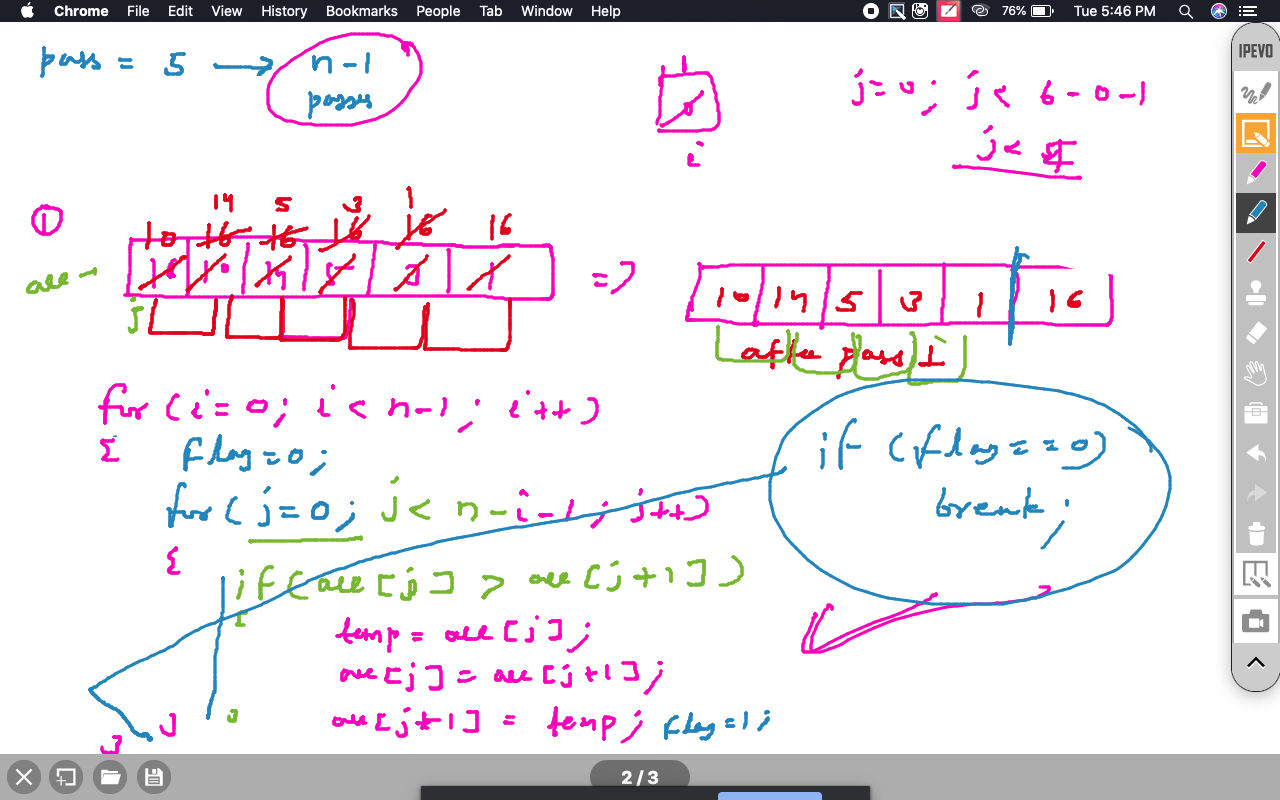 Chrome File Edit View History Bookmarks People Tab Window Help 76% Tue 5:46 PM
IPEVO
pass = 5 → n-1
passes
j=0; j< 6-0-1
j< 5
0 1
i
①
14 5 3 1
10 16 16 16 16 16
arr → 16 10 14 5 3 1 => 10 14 5 3 1 16
j
after pass 1
for (i=0; i<n-1; i++)
{ flag=0;
for (j=0; j< n-i-1; j++)
{
if (arr[j] > arr[j+1])
{
temp = arr[j];
arr[j] = arr[j+1];
arr[j+1] = temp; flag=1;
}
}
}
if (flag==0)
break;
2 / 3